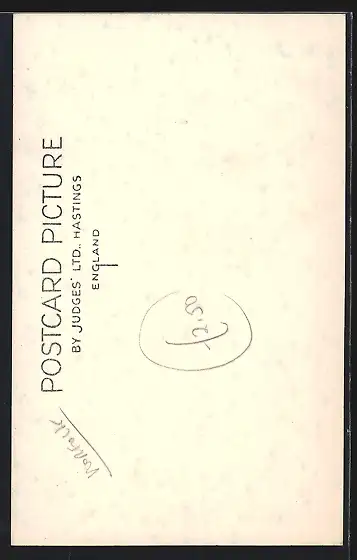 POSTCARD PICTURE
BY JUDGES' LTD., HASTINGS
ENGLAND
£2.50
Norfolk